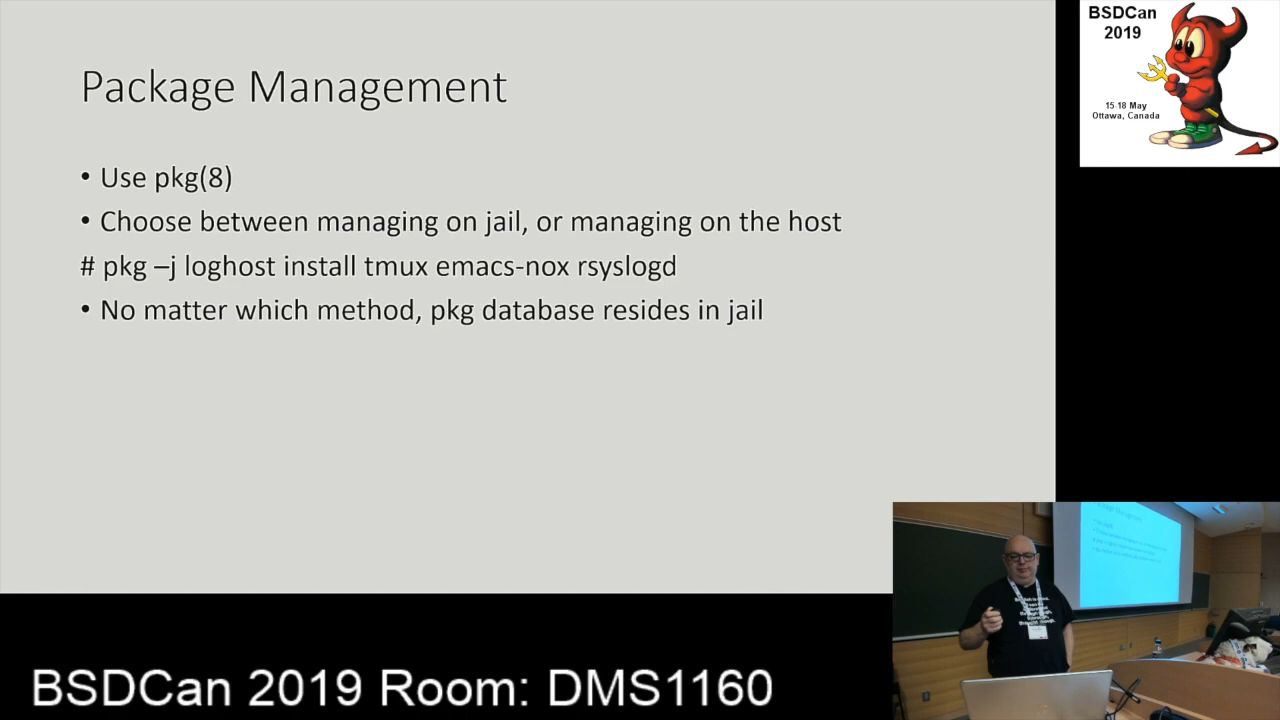 Package Management
• Use pkg(8)
• Choose between managing on jail, or managing on the host
# pkg –j loghost install tmux emacs-nox rsyslogd
• No matter which method, pkg database resides in jail
BSDCan
2019
15-18 May
Ottawa, Canada
BSDCan 2019 Room: DMS1160